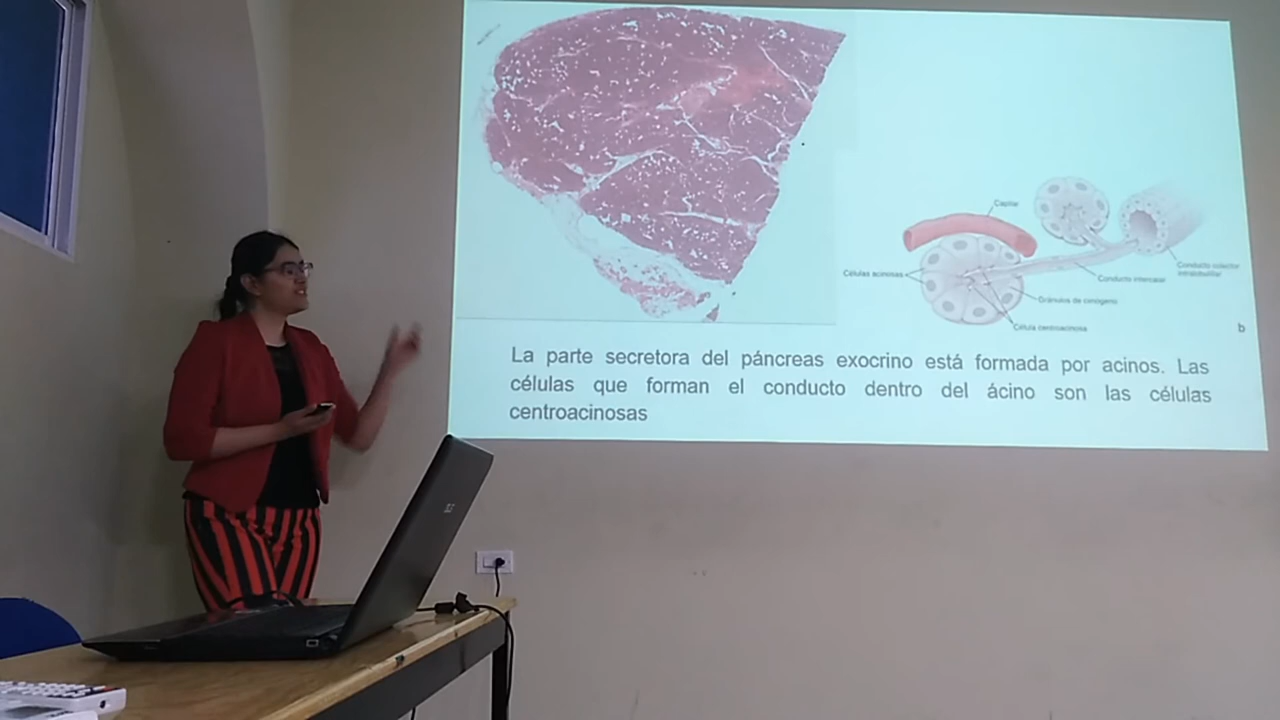 Capilar
Células acinosas
Conducto colector
intralobulillar
Conducto intercalar
Gránulos de cimógeno
Célula centroacinosa
b
La parte secretora del páncreas exocrino está formada por acinos. Las
células que forman el conducto dentro del ácino son las células
centroacinosas